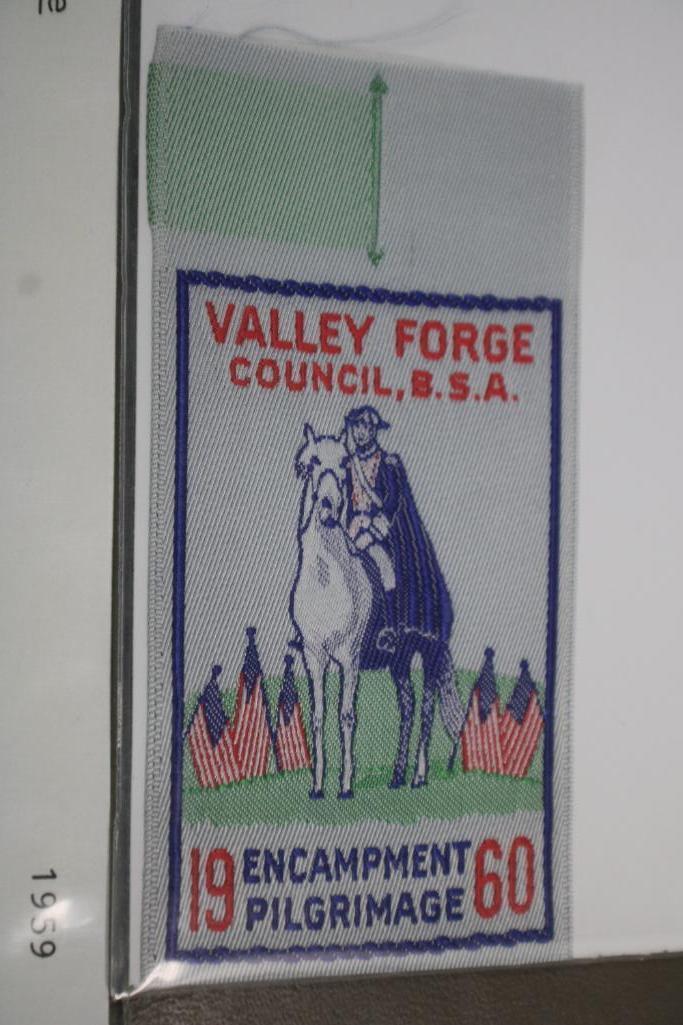 VALLEY FORGE
COUNCIL, B.S.A.
19 ENCAMPMENT 60
PILGRIMAGE
1959